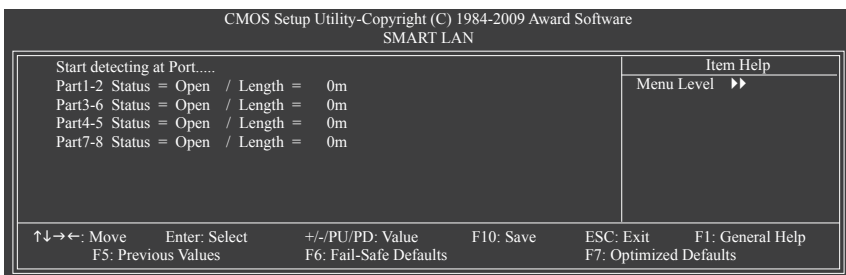 CMOS Setup Utility-Copyright (C) 1984-2009 Award Software
SMART LAN
Start detecting at Port.....
Part1-2 Status = Open / Length = 0m
Part3-6 Status = Open / Length = 0m
Part4-5 Status = Open / Length = 0m
Part7-8 Status = Open / Length = 0m
Item Help
Menu Level ▶▶
↑↓→←: Move Enter: Select +/-/PU/PD: Value F10: Save ESC: Exit F1: General Help
F5: Previous Values F6: Fail-Safe Defaults F7: Optimized Defaults